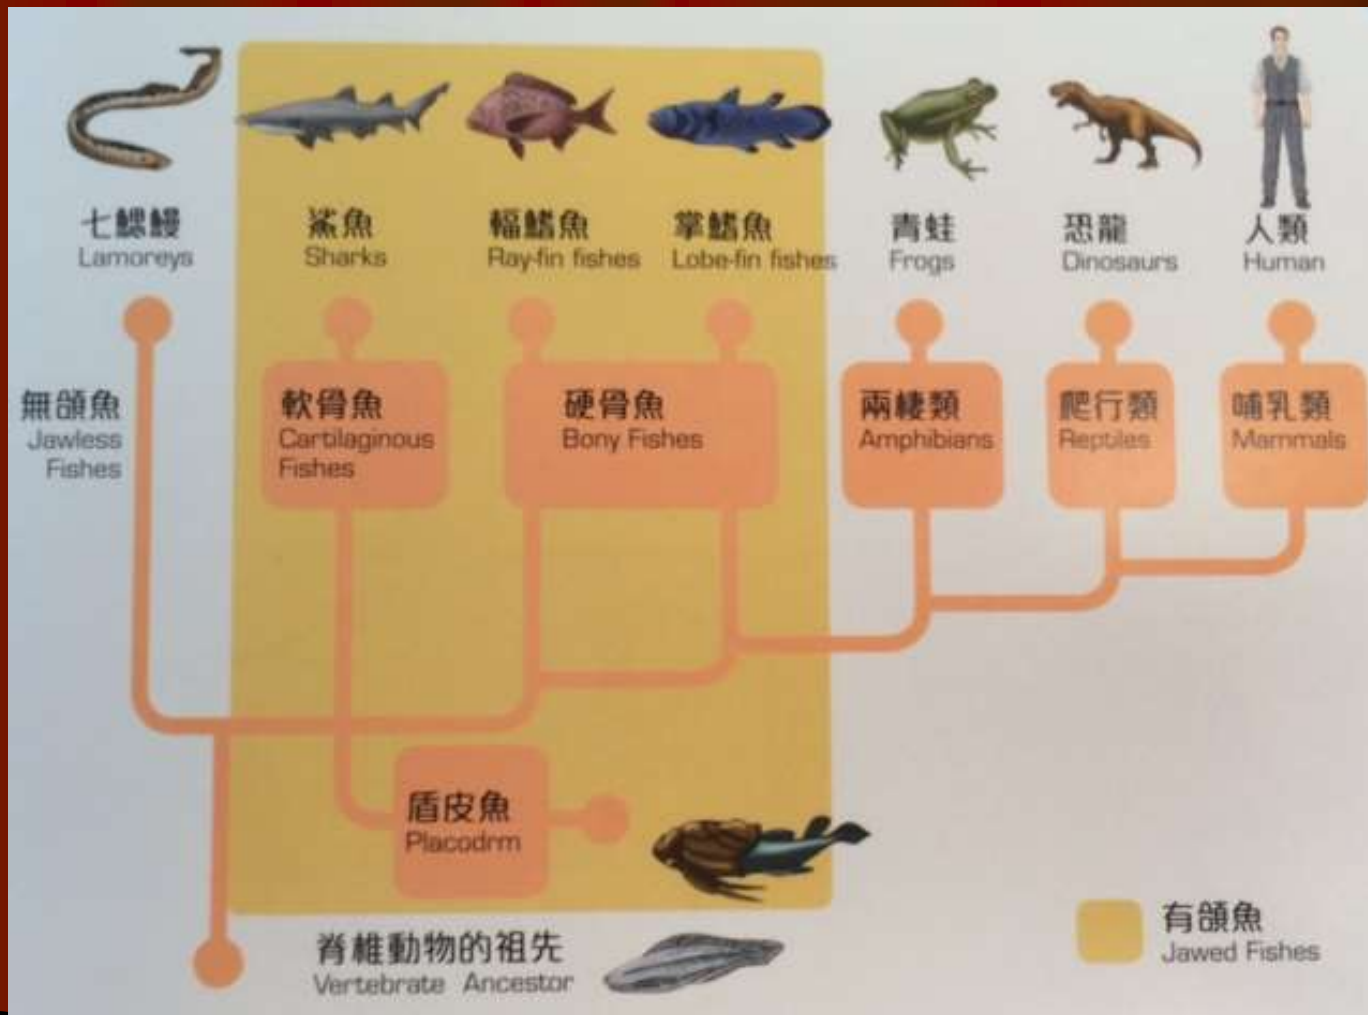 七鰓鰻
Lamoreys
鯊魚
Sharks
輻鰭魚
Ray-fin fishes
掌鰭魚
Lobe-fin fishes
青蛙
Frogs
恐龍
Dinosaurs
人類
Human
無頜魚
Jawless
Fishes
軟骨魚
Cartilaginous
Fishes
硬骨魚
Bony Fishes
兩棲類
Amphibians
爬行類
Reptiles
哺乳類
Mammals
盾皮魚
Placodrm
脊椎動物的祖先
Vertebrate Ancestor
有頜魚
Jawed Fishes